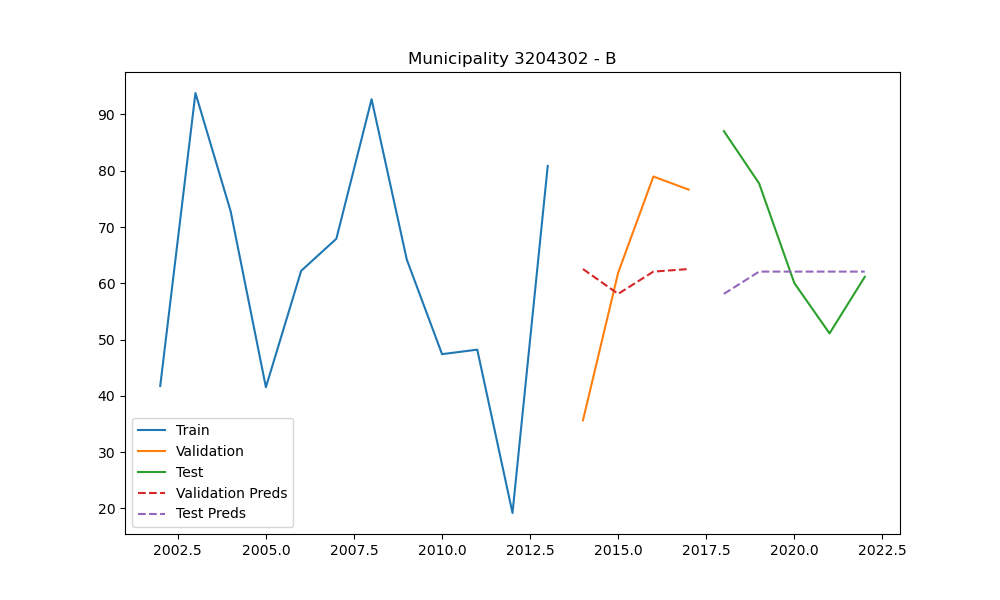 Municipality 3204302 - B
90
80
70
60
50
40
30
20
Train
Validation
Test
Validation Preds
Test Preds
2002.5 2005.0 2007.5 2010.0 2012.5 2015.0 2017.5 2020.0 2022.5